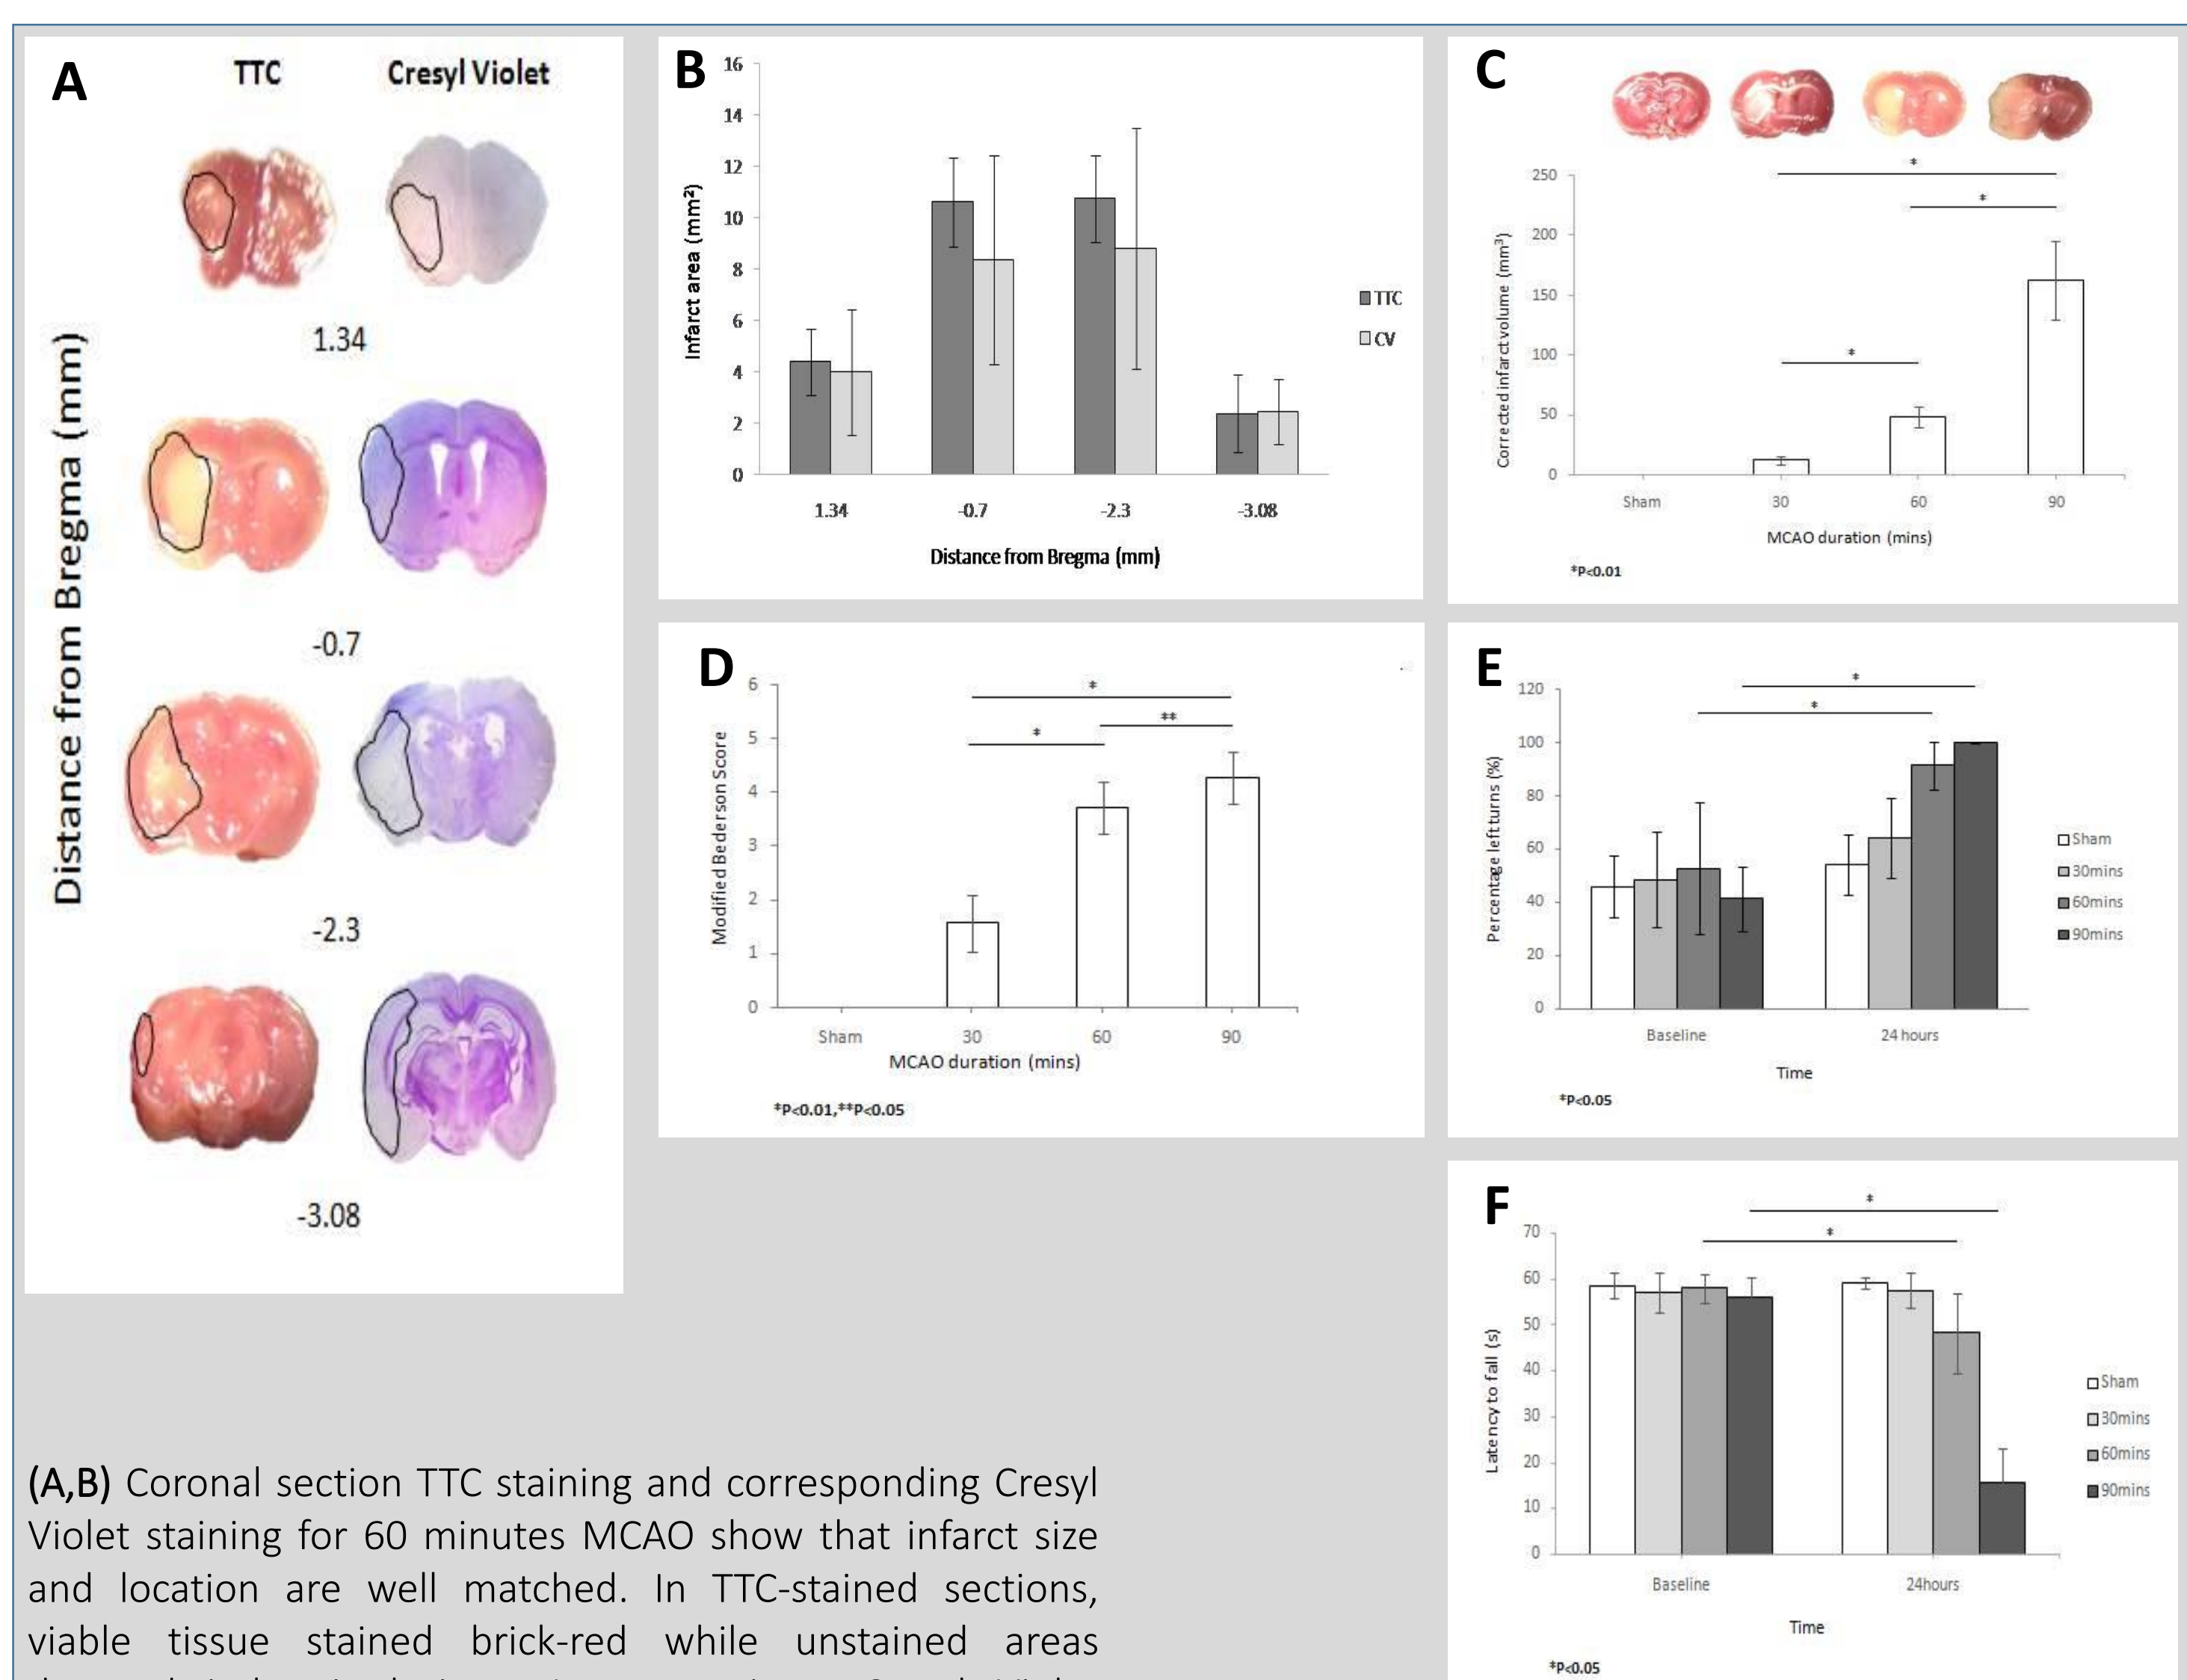 A
TTC Cresyl Violet
Distance from Bregma (mm)
1.34
-0.7
-2.3
-3.08
B
Infarct area (mm²)
16
14
12
10
8
6
4
2
0
1.34 -0.7 -2.3 -3.08
Distance from Bregma (mm)
TTC
CV
C
Corrected infarct volume (mm³)
250
200
150
100
50
0
*
*
*
Sham 30 60 90
MCAO duration (mins)
*P<0.01
D
Modified Bederson Score
6
5
4
3
2
1
0
*
*
**
Sham 30 60 90
MCAO duration (mins)
*P<0.01,**P<0.05
E
Percentage left turns (%)
120
100
80
60
40
20
0
*
*
Baseline 24 hours
Time
Sham
30mins
60mins
90mins
*P<0.05
F
Latency to fall (s)
70
60
50
40
30
20
10
0
*
*
Baseline 24hours
Time
Sham
30mins
60mins
90mins
*P<0.05
(A,B) Coronal section TTC staining and corresponding Cresyl
Violet staining for 60 minutes MCAO show that infarct size
and location are well matched. In TTC-stained sections,
viable tissue stained brick-red while unstained areas